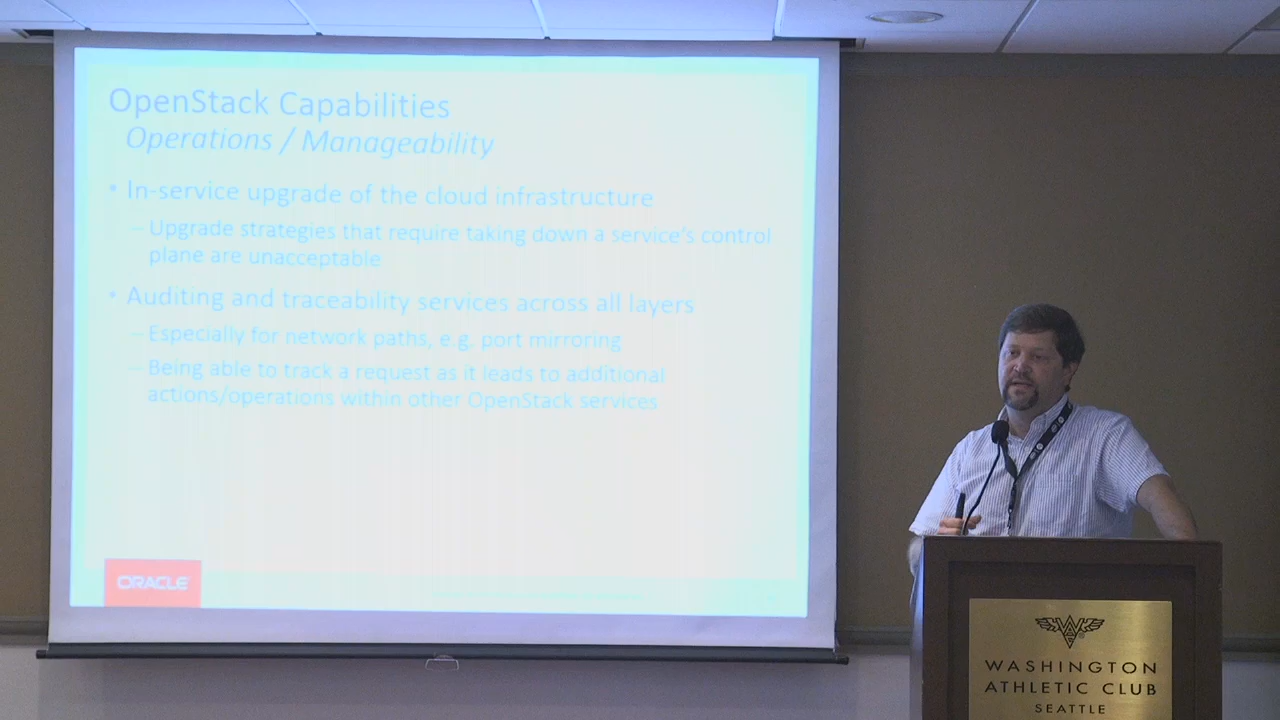 OpenStack Capabilities
Operations / Manageability
• In-service upgrade of the cloud infrastructure
– Upgrade strategies that require taking down a service's control
plane are unacceptable
• Auditing and traceability services across all layers
– Especially for network paths, e.g. port mirroring
– Being able to track a request as it leads to additional
actions/operations within other OpenStack services
ORACLE
WASHINGTON
ATHLETIC CLUB
SEATTLE